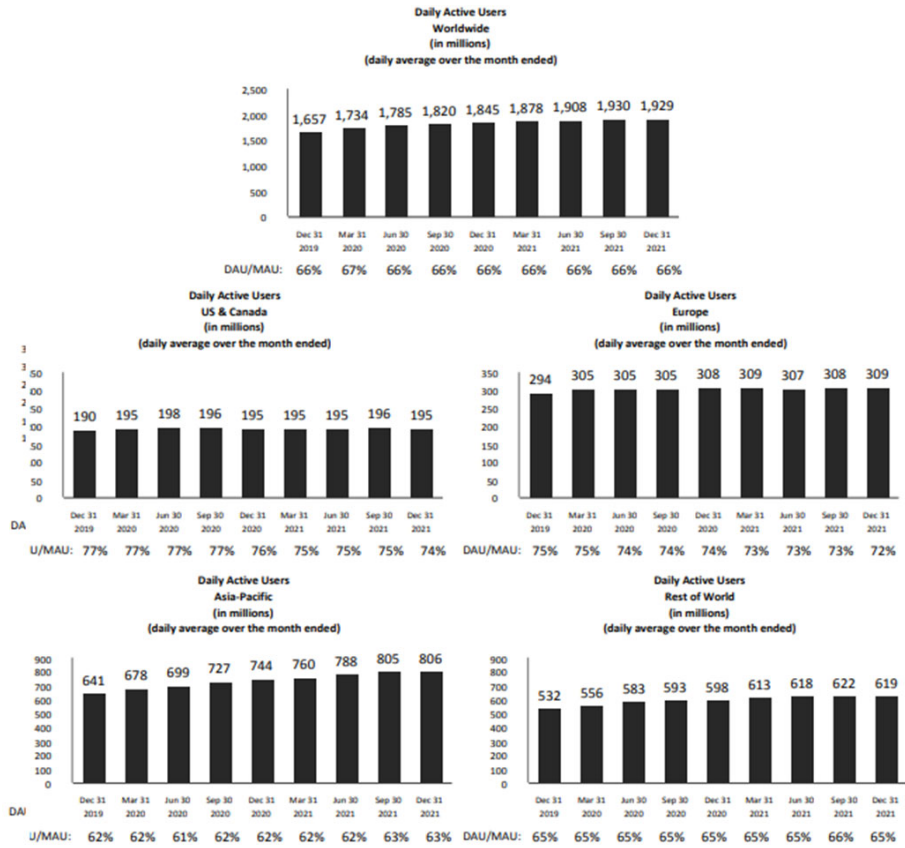 Daily Active Users
Worldwide
(in millions)
(daily average over the month ended)
2,500
2,000
1,500
1,000
500
0
1,657 1,734 1,785 1,820 1,845 1,878 1,908 1,930 1,929
Dec 31 Mar 31 Jun 30 Sep 30 Dec 31 Mar 31 Jun 30 Sep 30 Dec 31
2019 2020 2020 2020 2020 2021 2021 2021 2021
DAU/MAU: 66% 67% 66% 66% 66% 66% 66% 66% 66%
Daily Active Users
US & Canada
(in millions)
(daily average over the month ended)
3
3
2
2
1
1
50
00
50
00
50
00
50
0
190 195 198 196 195 195 195 196 195
Dec 31 Mar 31 Jun 30 Sep 30 Dec 31 Mar 31 Jun 30 Sep 30 Dec 31
2019 2020 2020 2020 2020 2021 2021 2021 2021
DA
U/MAU: 77% 77% 77% 77% 76% 75% 75% 75% 74%
Daily Active Users
Europe
(in millions)
(daily average over the month ended)
350
300
250
200
150
100
50
0
294 305 305 305 308 309 307 308 309
Dec 31 Mar 31 Jun 30 Sep 30 Dec 31 Mar 31 Jun 30 Sep 30 Dec 31
2019 2020 2020 2020 2020 2021 2021 2021 2021
DAU/MAU: 75% 75% 74% 74% 74% 73% 73% 73% 72%
Daily Active Users
Asia-Pacific
(in millions)
(daily average over the month ended)
900
800
700
600
500
400
300
200
100
0
641 678 699 727 744 760 788 805 806
Dec 31 Mar 31 Jun 30 Sep 30 Dec 31 Mar 31 Jun 30 Sep 30 Dec 31
2019 2020 2020 2020 2020 2021 2021 2021 2021
DAU
U/MAU: 62% 62% 61% 62% 62% 62% 62% 63% 63%
Daily Active Users
Rest of World
(in millions)
(daily average over the month ended)
900
800
700
600
500
400
300
200
100
0
532 556 583 593 598 613 618 622 619
Dec 31 Mar 31 Jun 30 Sep 30 Dec 31 Mar 31 Jun 30 Sep 30 Dec 31
2019 2020 2020 2020 2020 2021 2021 2021 2021
DAU/MAU: 65% 65% 65% 65% 65% 65% 65% 66% 65%